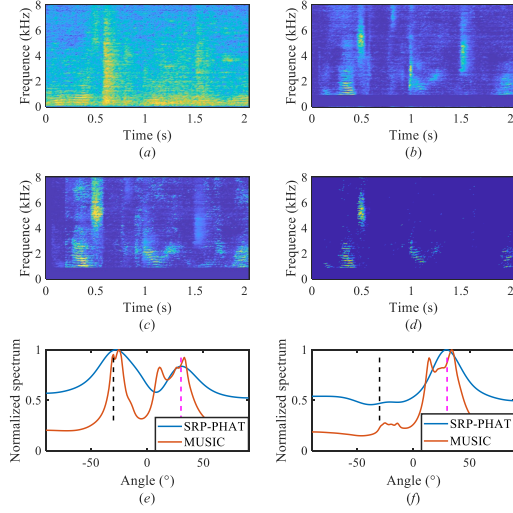 8
6
4
2
0
Frequence (kHz)
0
0.5
1
1.5
2
Time (s)
(a)
8
6
4
2
0
Frequence (kHz)
0
0.5
1
1.5
2
Time (s)
(b)
8
6
4
2
0
Frequence (kHz)
0
0.5
1
1.5
2
Time (s)
(c)
8
6
4
2
0
Frequence (kHz)
0
0.5
1
1.5
2
Time (s)
(d)
1
0.5
0
Normalized spectrum
SRP-PHAT
MUSIC
-50
0
50
Angle (°)
(e)
1
0.5
0
Normalized spectrum
SRP-PHAT
MUSIC
-50
0
50
Angle (°)
(f)